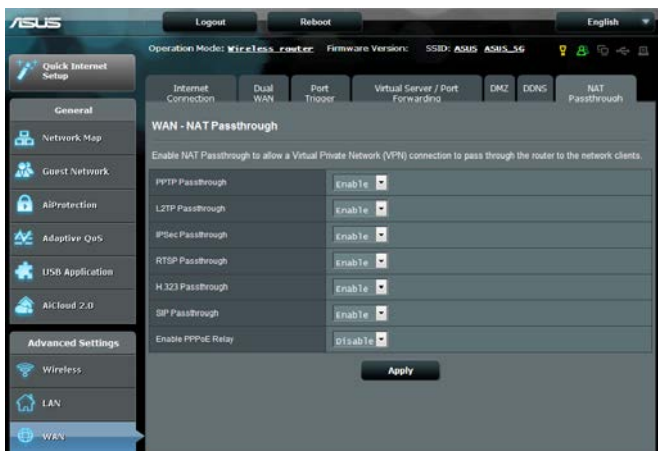 ASUS
Logout
Reboot
English
Operation Mode: Wireless router Firmware Version: SSID: ASUS ASUS_5G
Quick Internet
Setup
Internet
Connection
Dual
WAN
Port
Trigger
Virtual Server / Port
Forwarding
DMZ
DDNS
NAT
Passthrough
General
Network Map
Guest Network
AiProtection
Adaptive QoS
USB Application
AiCloud 2.0
Advanced Settings
Wireless
LAN
WAN
WAN - NAT Passthrough
Enable NAT Passthrough to allow a Virtual Private Network (VPN) connection to pass through the router to the network clients.
PPTP Passthrough Enable
L2TP Passthrough Enable
IPSec Passthrough Enable
RTSP Passthrough Enable
H.323 Passthrough Enable
SIP Passthrough Enable
Enable PPPoE Relay Disable
Apply